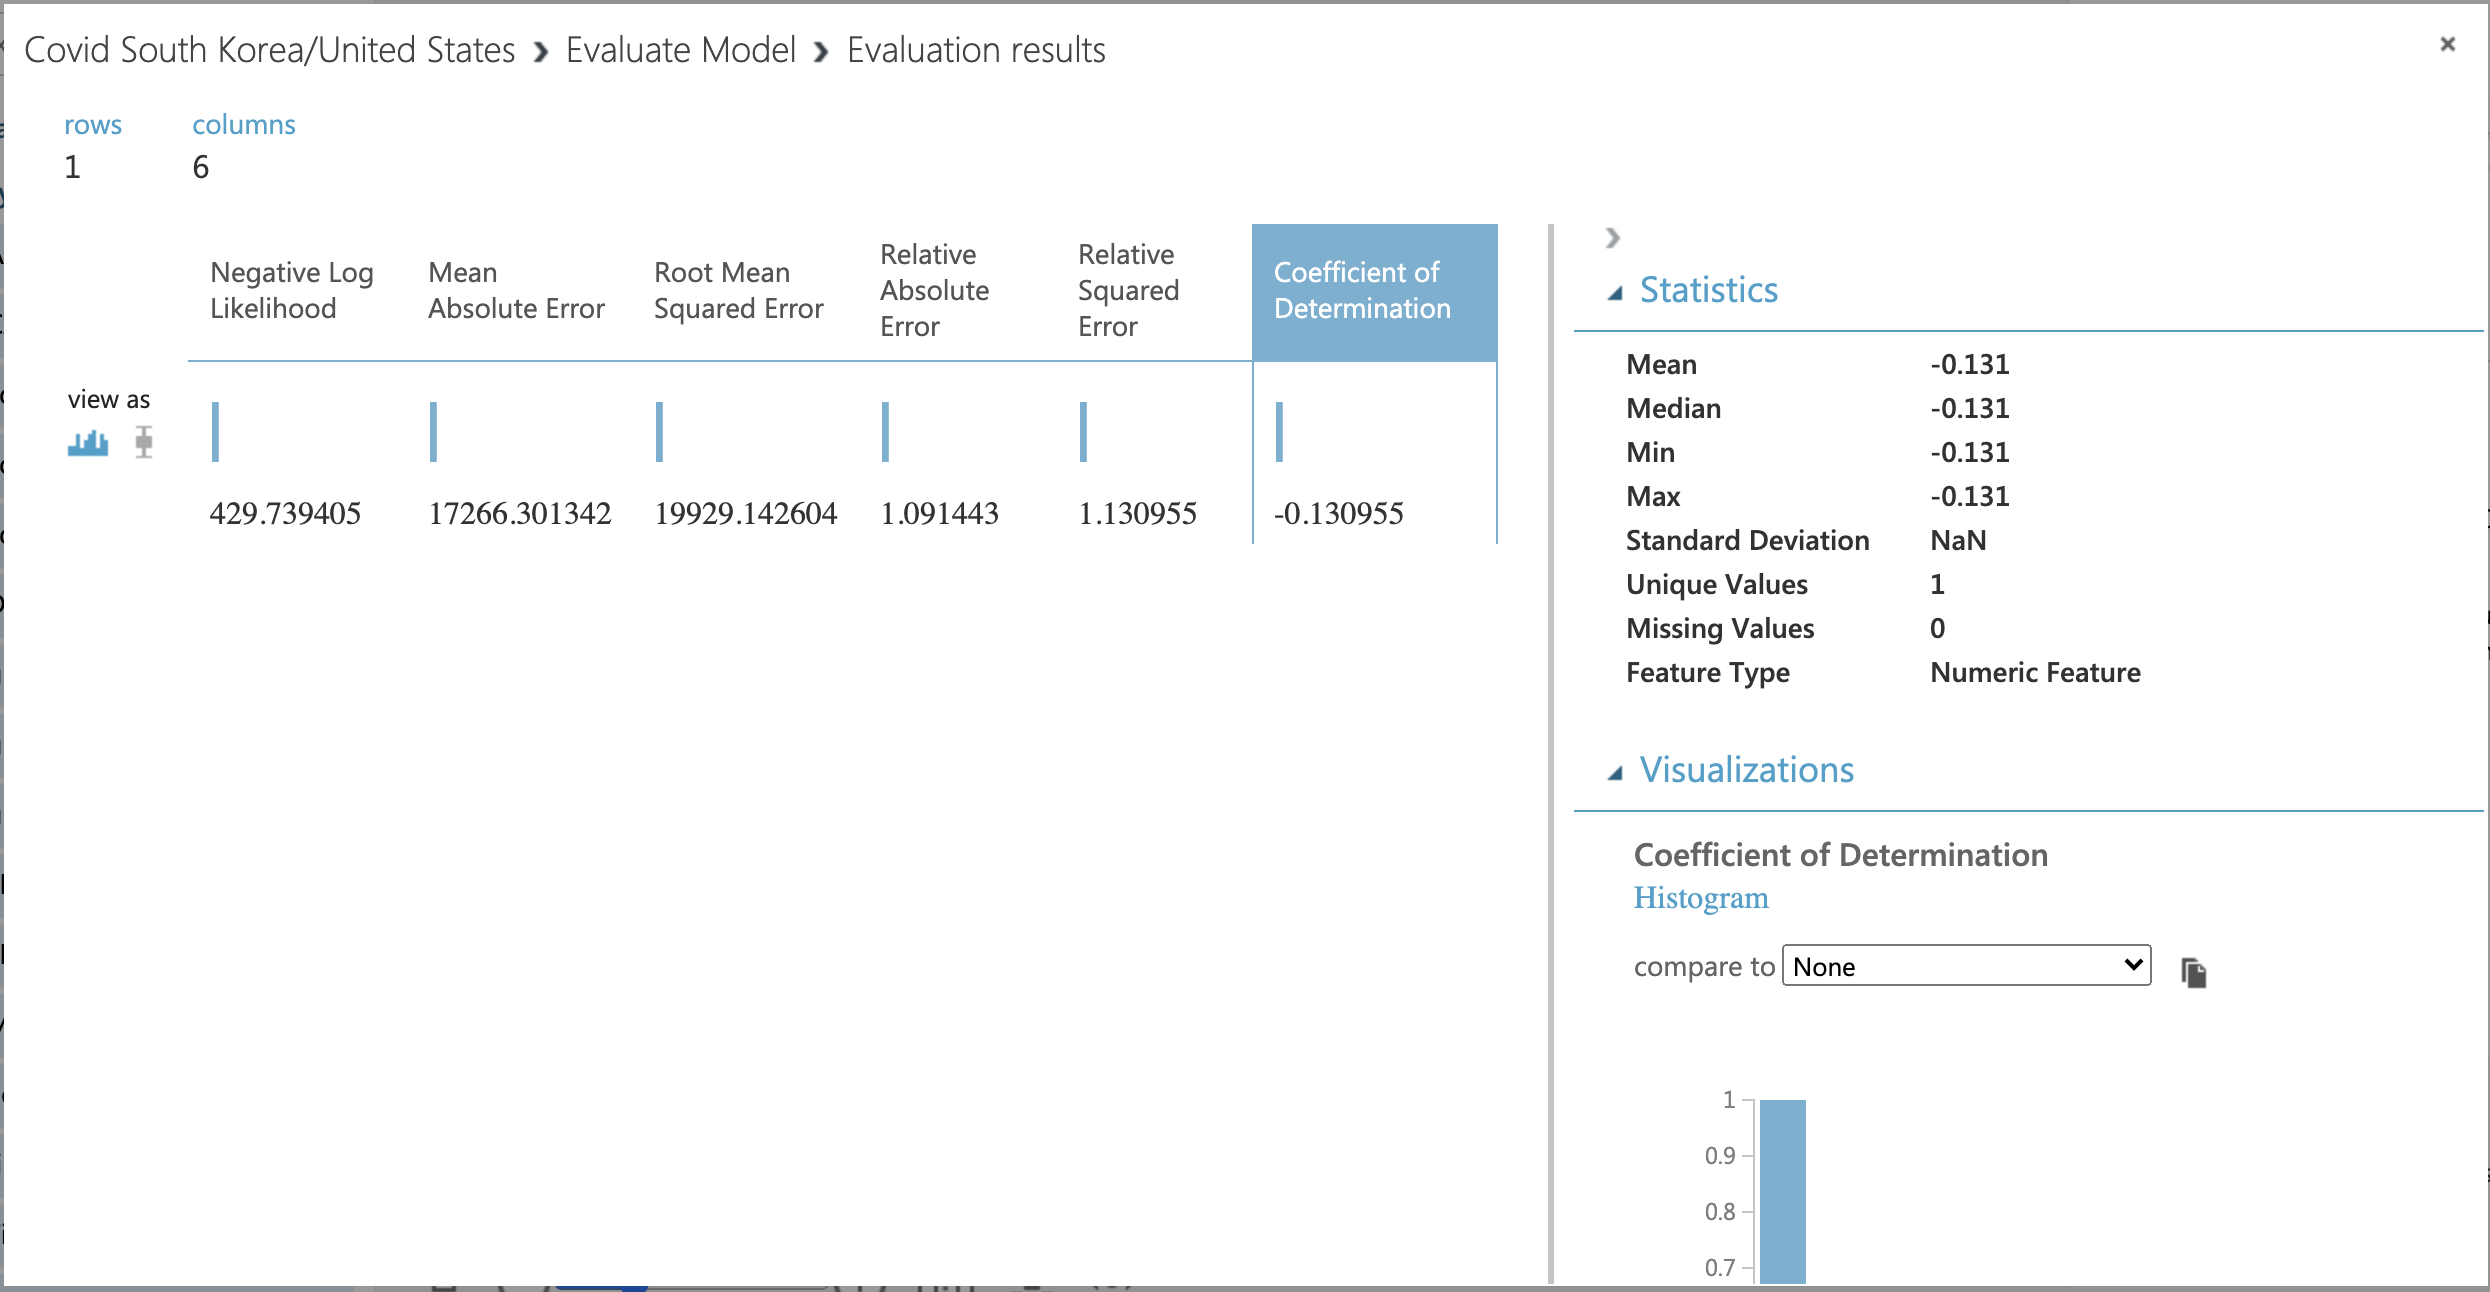 Covid South Korea/United States › Evaluate Model › Evaluation results
rows columns
1 6
Negative Log Likelihood
Mean Absolute Error
Root Mean Squared Error
Relative Absolute Error
Relative Squared Error
Coefficient of Determination
view as
429.739405 17266.301342 19929.142604 1.091443 1.130955 -0.130955
Statistics
Mean -0.131
Median -0.131
Min -0.131
Max -0.131
Standard Deviation NaN
Unique Values 1
Missing Values 0
Feature Type Numeric Feature
Visualizations
Coefficient of Determination
Histogram
compare to None
1
0.9
0.8
0.7